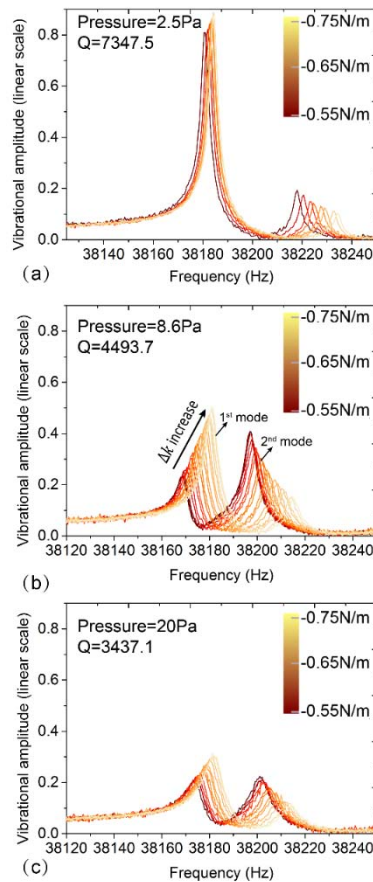 Pressure=2.5Pa
Q=7347.5
-0.75N/m
-0.65N/m
-0.55N/m
Vibrational amplitude (linear scale)
0.8
0.6
0.4
0.2
0.0
38140 38160 38180 38200 38220 38240
Frequency (Hz)
(a)
Pressure=8.6Pa
Q=4493.7
-0.75N/m
-0.65N/m
-0.55N/m
Δk increase
1st mode
2nd mode
Vibrational amplitude (linear scale)
0.8
0.6
0.4
0.2
0.0
38120 38140 38160 38180 38200 38220 38240
Frequency (Hz)
(b)
Pressure=20Pa
Q=3437.1
-0.75N/m
-0.65N/m
-0.55N/m
Vibrational amplitude (linear scale)
0.8
0.6
0.4
0.2
0.0
38120 38140 38160 38180 38200 38220 38240
Frequency (Hz)
(c)